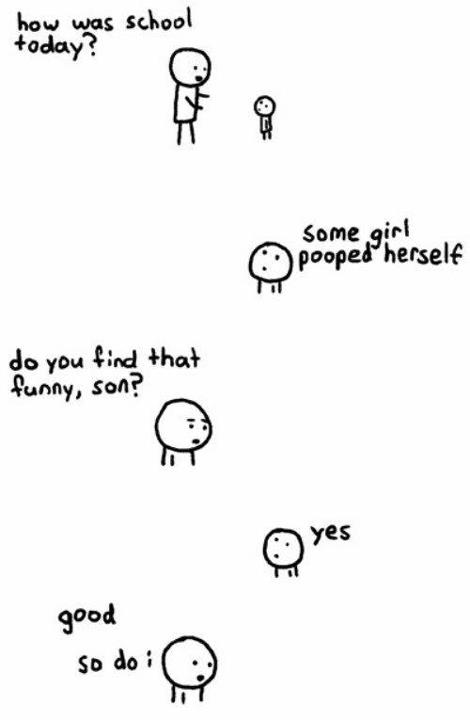 how was school
today?
some girl
pooped herself
do you find that
funny, son?
yes
good
so do i